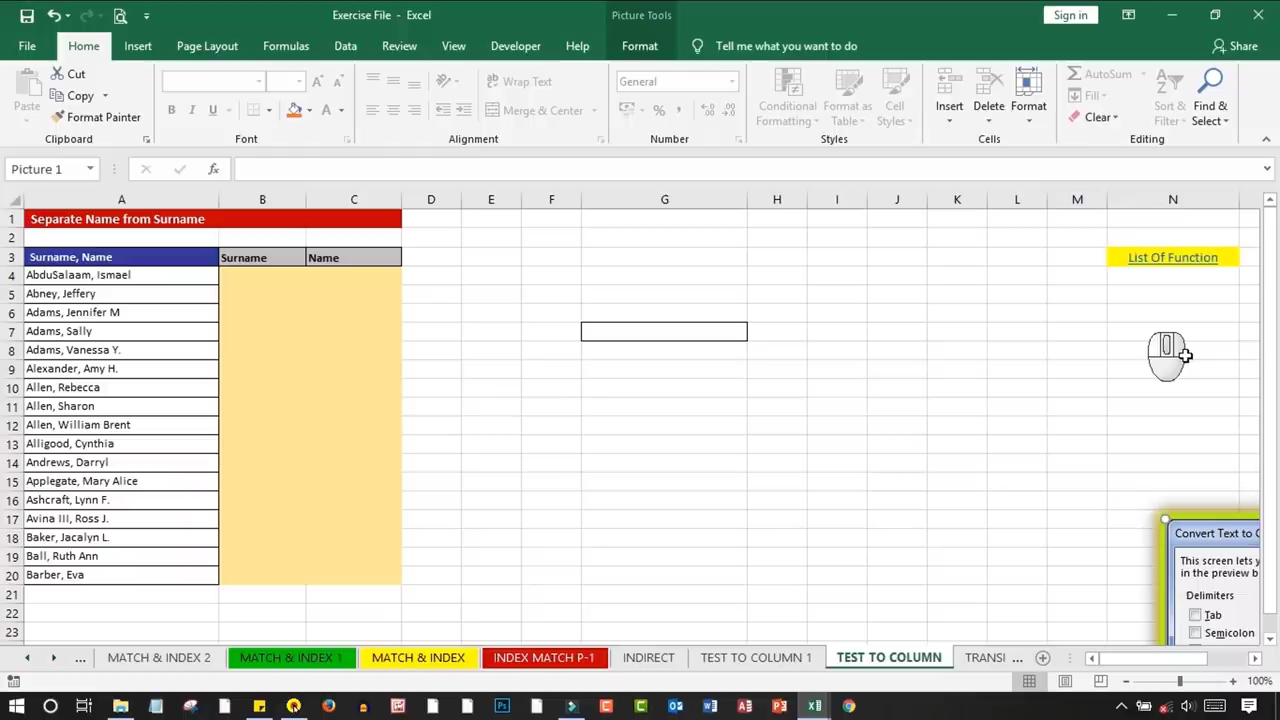 Exercise File - Excel
Picture Tools
Sign in
File Home Insert Page Layout Formulas Data Review View Developer Help Format Tell me what you want to do Share
Paste
Cut
Copy
Format Painter
Clipboard
B I U
A A
Font
Wrap Text
Merge & Center
Alignment
General
%
Number
Conditional Formatting
Format as Table
Cell Styles
Styles
Insert Delete Format
Cells
AutoSum
Fill
Clear
Sort & Filter
Find & Select
Editing
Picture 1
fx
A B C D E F G H I J K L M N
1 Separate Name from Surname
2
3 Surname, Name Surname Name List Of Function
4 AbduSalaam, Ismael
5 Abney, Jeffery
6 Adams, Jennifer M
7 Adams, Sally
8 Adams, Vanessa Y.
9 Alexander, Amy H.
10 Allen, Rebecca
11 Allen, Sharon
12 Allen, William Brent
13 Alligood, Cynthia
14 Andrews, Darryl
15 Applegate, Mary Alice
16 Ashcraft, Lynn F.
17 Avina III, Ross J.
18 Baker, Jacalyn L.
19 Ball, Ruth Ann
20 Barber, Eva
21
22
23
Convert Text to C
This screen lets y
in the preview b
Delimiters
Tab
Semicolon
... MATCH & INDEX 2 MATCH & INDEX 1 MATCH & INDEX INDEX MATCH P-1 INDIRECT TEST TO COLUMN 1 TEST TO COLUMN TRANSI ...
100%